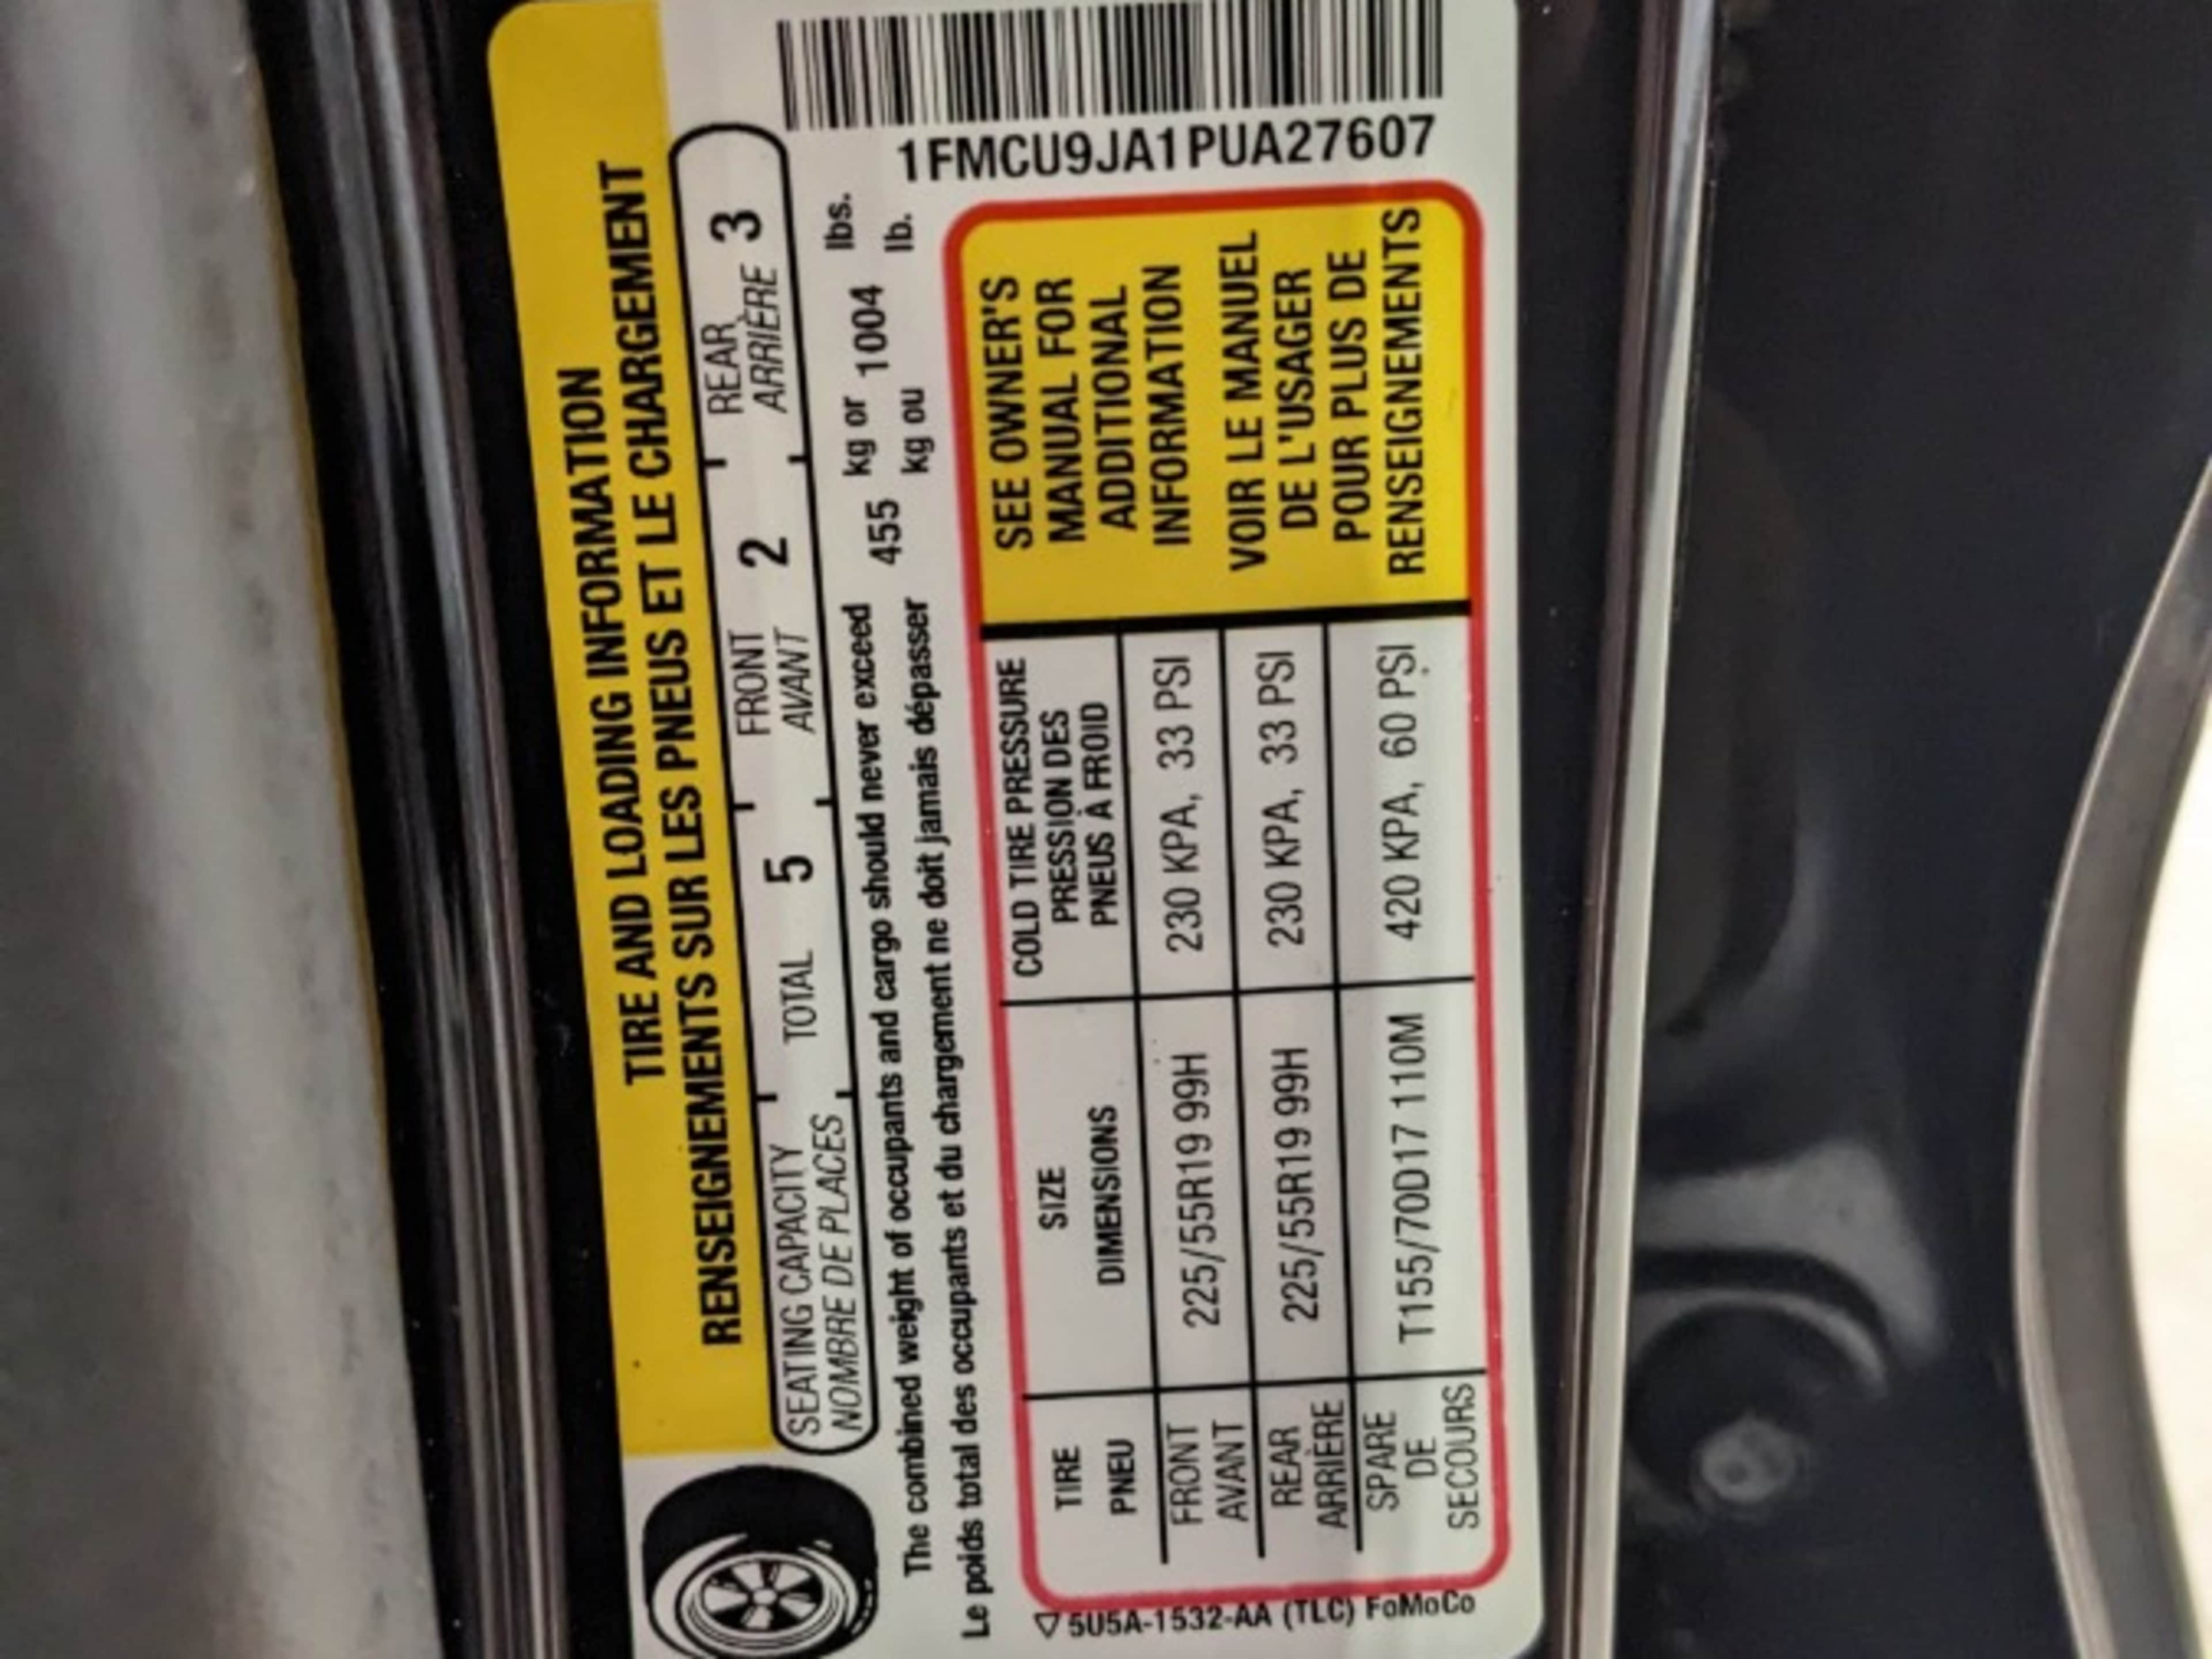 TIRE AND LOADING INFORMATION
RENSEIGNEMENTS SUR LES PNEUS ET LE CHARGEMENT
SEATING CAPACITY TOTAL 5 FRONT 2 REAR 3
NOMBRE DE PLACES AVANT ARRIÈRE
The combined weight of occupants and cargo should never exceed 455 kg or 1004 lbs.
Le poids total des occupants et du chargement ne doit jamais dépasser kg ou lb.
1FMCU9JA1PUA27607
TIRE SIZE COLD TIRE PRESSURE
PNEU DIMENSIONS PRESSION DES
PNEUS À FROID
FRONT 225/55R19 99H 230 KPA, 33 PSI
AVANT
REAR 225/55R19 99H 230 KPA, 33 PSI
ARRIÈRE
SPARE T155/70D17 110M 420 KPA, 60 PSI
DE
SECOURS
SEE OWNER'S
MANUAL FOR
ADDITIONAL
INFORMATION
VOIR LE MANUEL
DE L'USAGER
POUR PLUS DE
RENSEIGNEMENTS
5U5A-1532-AA (TLC) FoMoCo